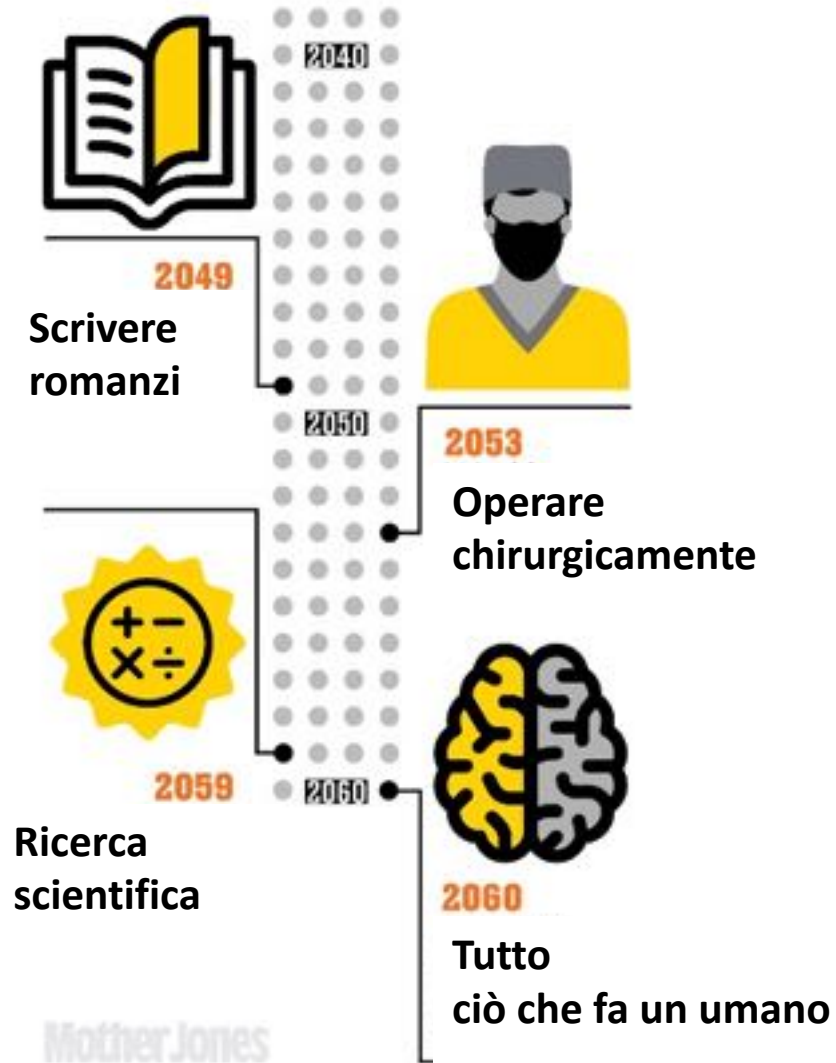 2040
2049
Scrivere
romanzi
2050
2053
Operare
chirurgicamente
+ −
× ÷
2059
2060
Ricerca
scientifica
2060
Tutto
ciò che fa un umano
Mother Jones